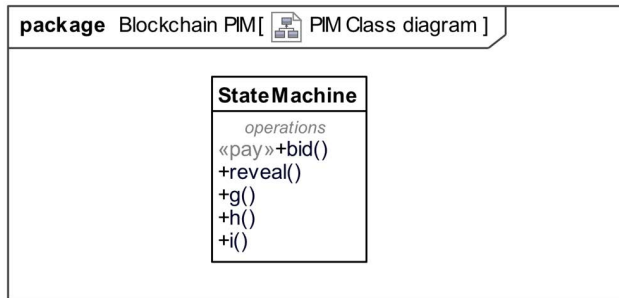 package Blockchain PIM[ PIM Class diagram ]
StateMachine
operations
«pay»+bid()
+reveal()
+g()
+h()
+i()